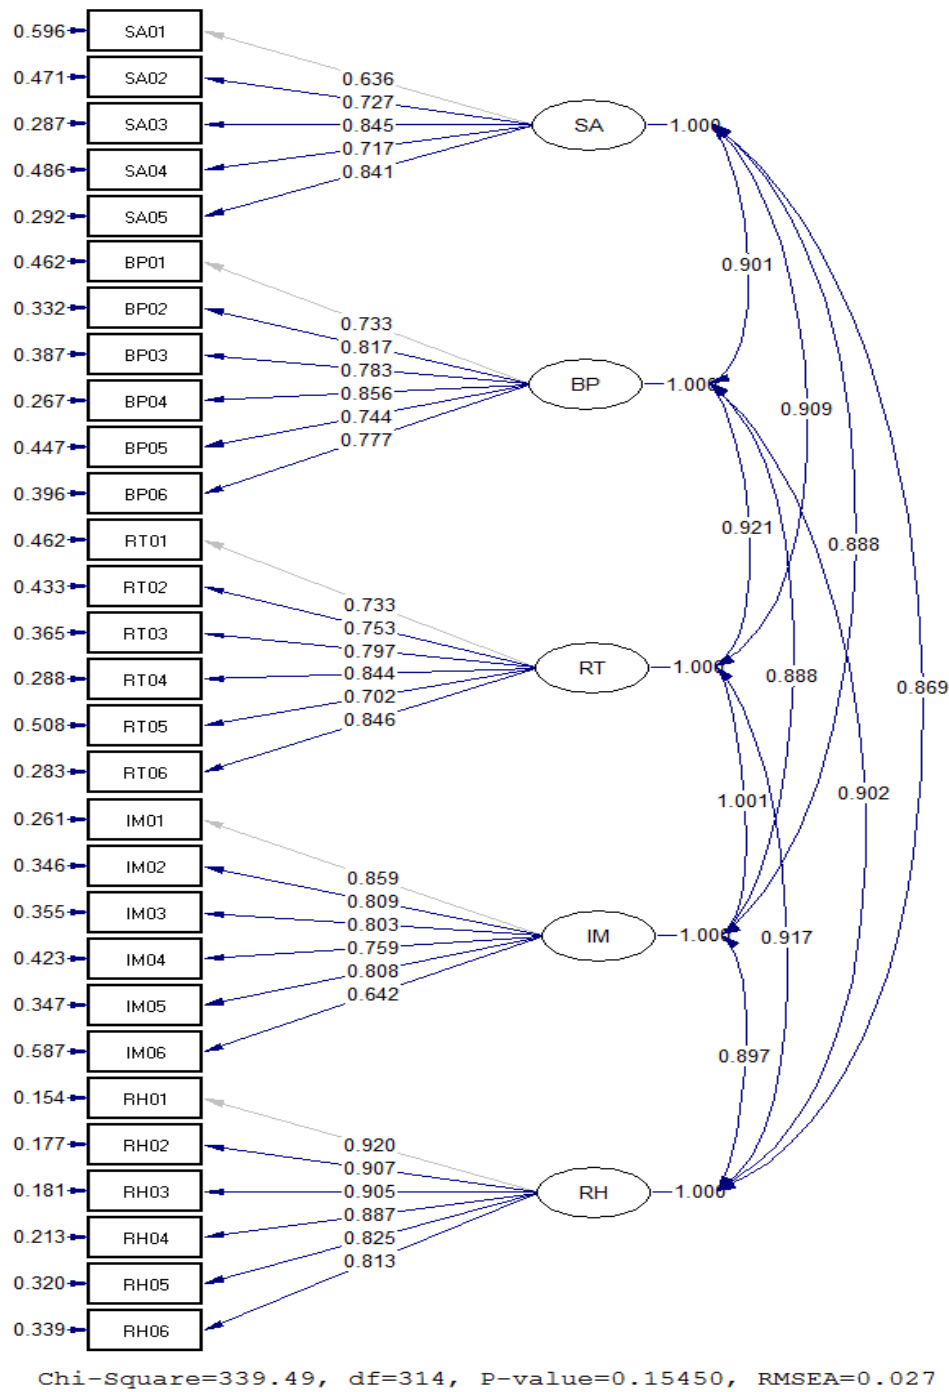 0.596 SA01
0.636
0.471 SA02
0.727
0.287 SA03 0.845 SA 1.000
0.717
0.486 SA04
0.841
0.292 SA05
0.462 BP01
0.901
0.332 BP02
0.733
0.817
0.387 BP03
0.783
BP 1.000
0.856
0.267 BP04
0.909
0.744
0.777
0.447 BP05
0.396 BP06
0.921
0.462 RT01
0.888
0.433 RT02
0.733
0.753
0.365 RT03
0.797
RT 1.000
0.844
0.888
0.288 RT04
0.869
0.702
0.846
0.508 RT05
0.283 RT06
0.902
1.001
0.261 IM01
0.346 IM02
0.859
0.809
0.355 IM03
0.803
IM 1.000
0.917
0.759
0.423 IM04
0.808
0.642
0.347 IM05
0.587 IM06
0.897
0.154 RH01
0.177 RH02
0.920
0.907
0.181 RH03 0.905 RH 1.000
0.887
0.213 RH04
0.825
0.813
0.320 RH05
0.339 RH06
Chi-Square=339.49, df=314, P-value=0.15450, RMSEA=0.027